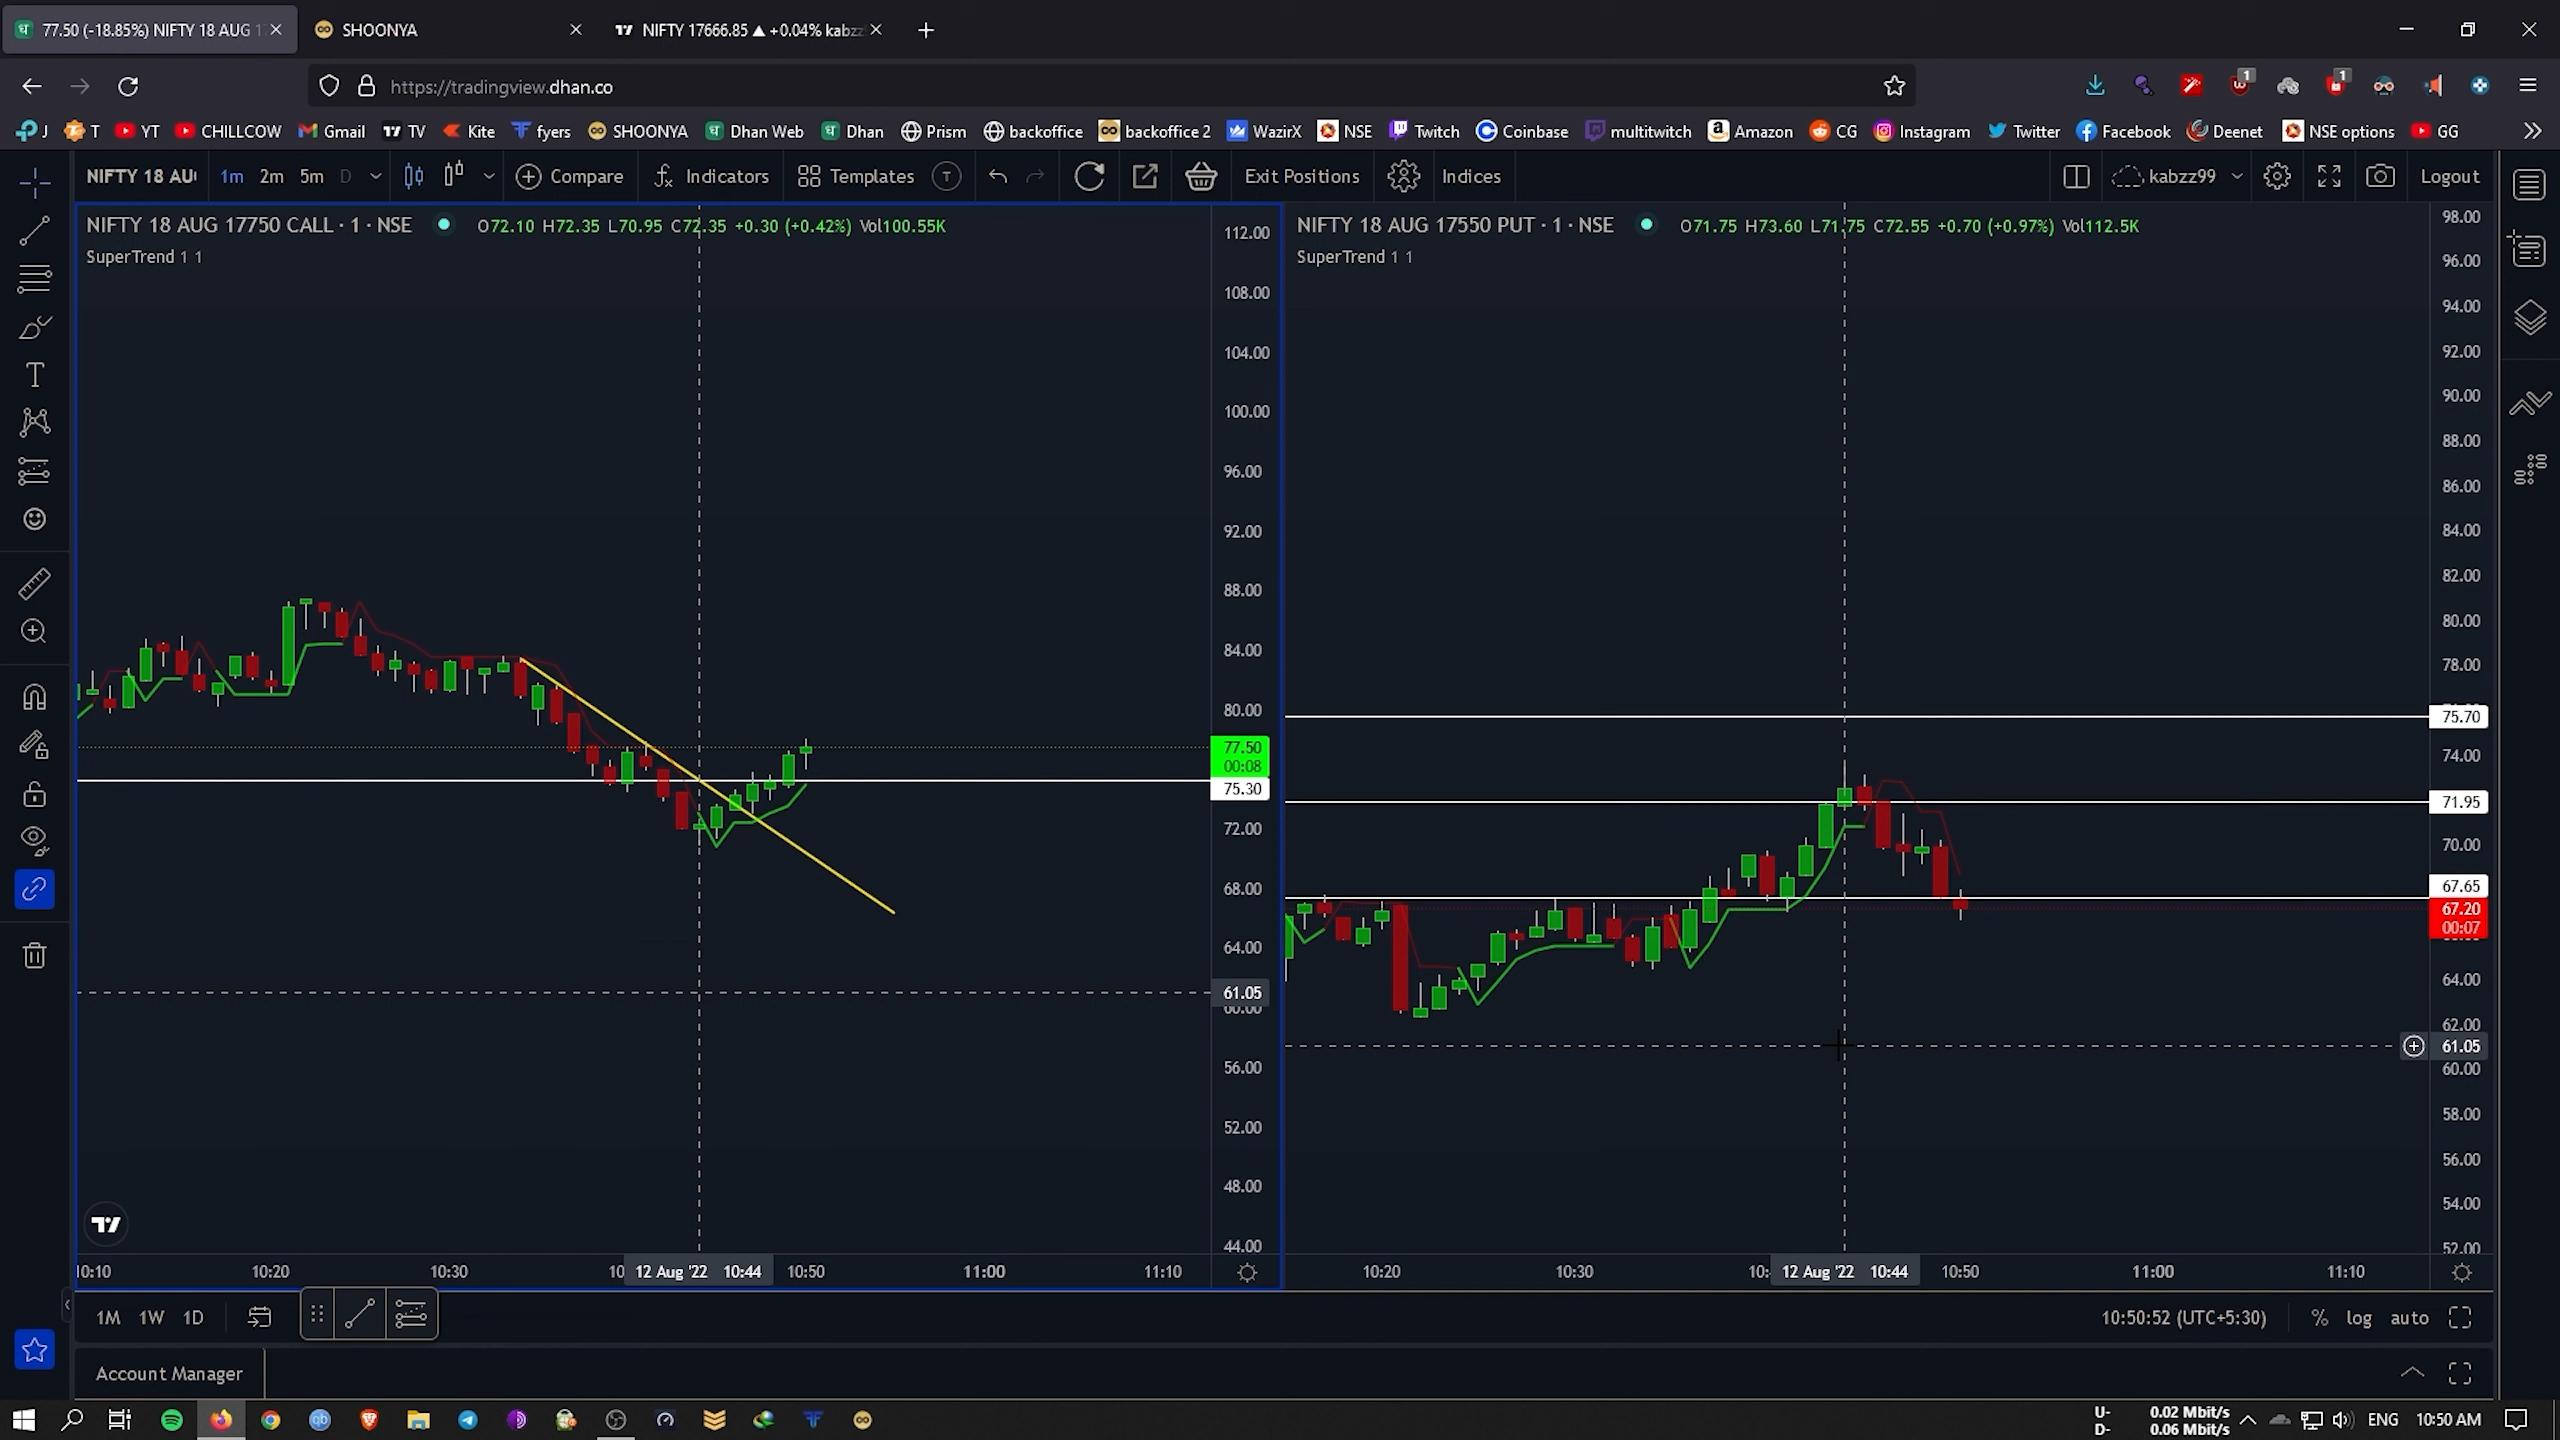 77.50 (-18.85%) NIFTY 18 AUG 1
SHOONYA
NIFTY 17666.85 ▲ +0.04% kabzz
https://tradingview.dhan.co
J T YT CHILLCOW Gmail TV Kite fyers SHOONYA Dhan Web Dhan Prism backoffice backoffice 2 WazirX NSE Twitch Coinbase multitwitch Amazon CG Instagram Twitter Facebook Deenet NSE options GG
NIFTY 18 AU 1m 2m 5m D Compare Indicators Templates T Exit Positions Indices kabzz99 Logout
NIFTY 18 AUG 17750 CALL · 1 · NSE O72.10 H72.35 L70.95 C72.35 +0.30 (+0.42%) Vol100.55K
SuperTrend 1 1
112.00
108.00
104.00
100.00
96.00
92.00
88.00
84.00
80.00
77.50
00:08
75.30
72.00
68.00
64.00
61.05
56.00
52.00
48.00
44.00
10:20 10:30 12 Aug '22 10:44 10:50 11:00 11:10
NIFTY 18 AUG 17550 PUT · 1 · NSE O71.75 H73.60 L71.75 C72.55 +0.70 (+0.97%) Vol112.5K
SuperTrend 1 1
98.00
96.00
94.00
92.00
90.00
88.00
86.00
84.00
82.00
80.00
78.00
75.70
74.00
71.95
70.00
67.65
67.20
00:07
64.00
62.00
61.05
60.00
58.00
56.00
54.00
52.00
10:20 10:30 12 Aug '22 10:44 10:50 11:00 11:10
1M 1W 1D
10:50:52 (UTC+5:30) % log auto
Account Manager
U- 0.02 Mbit/s
D- 0.06 Mbit/s
ENG 10:50 AM